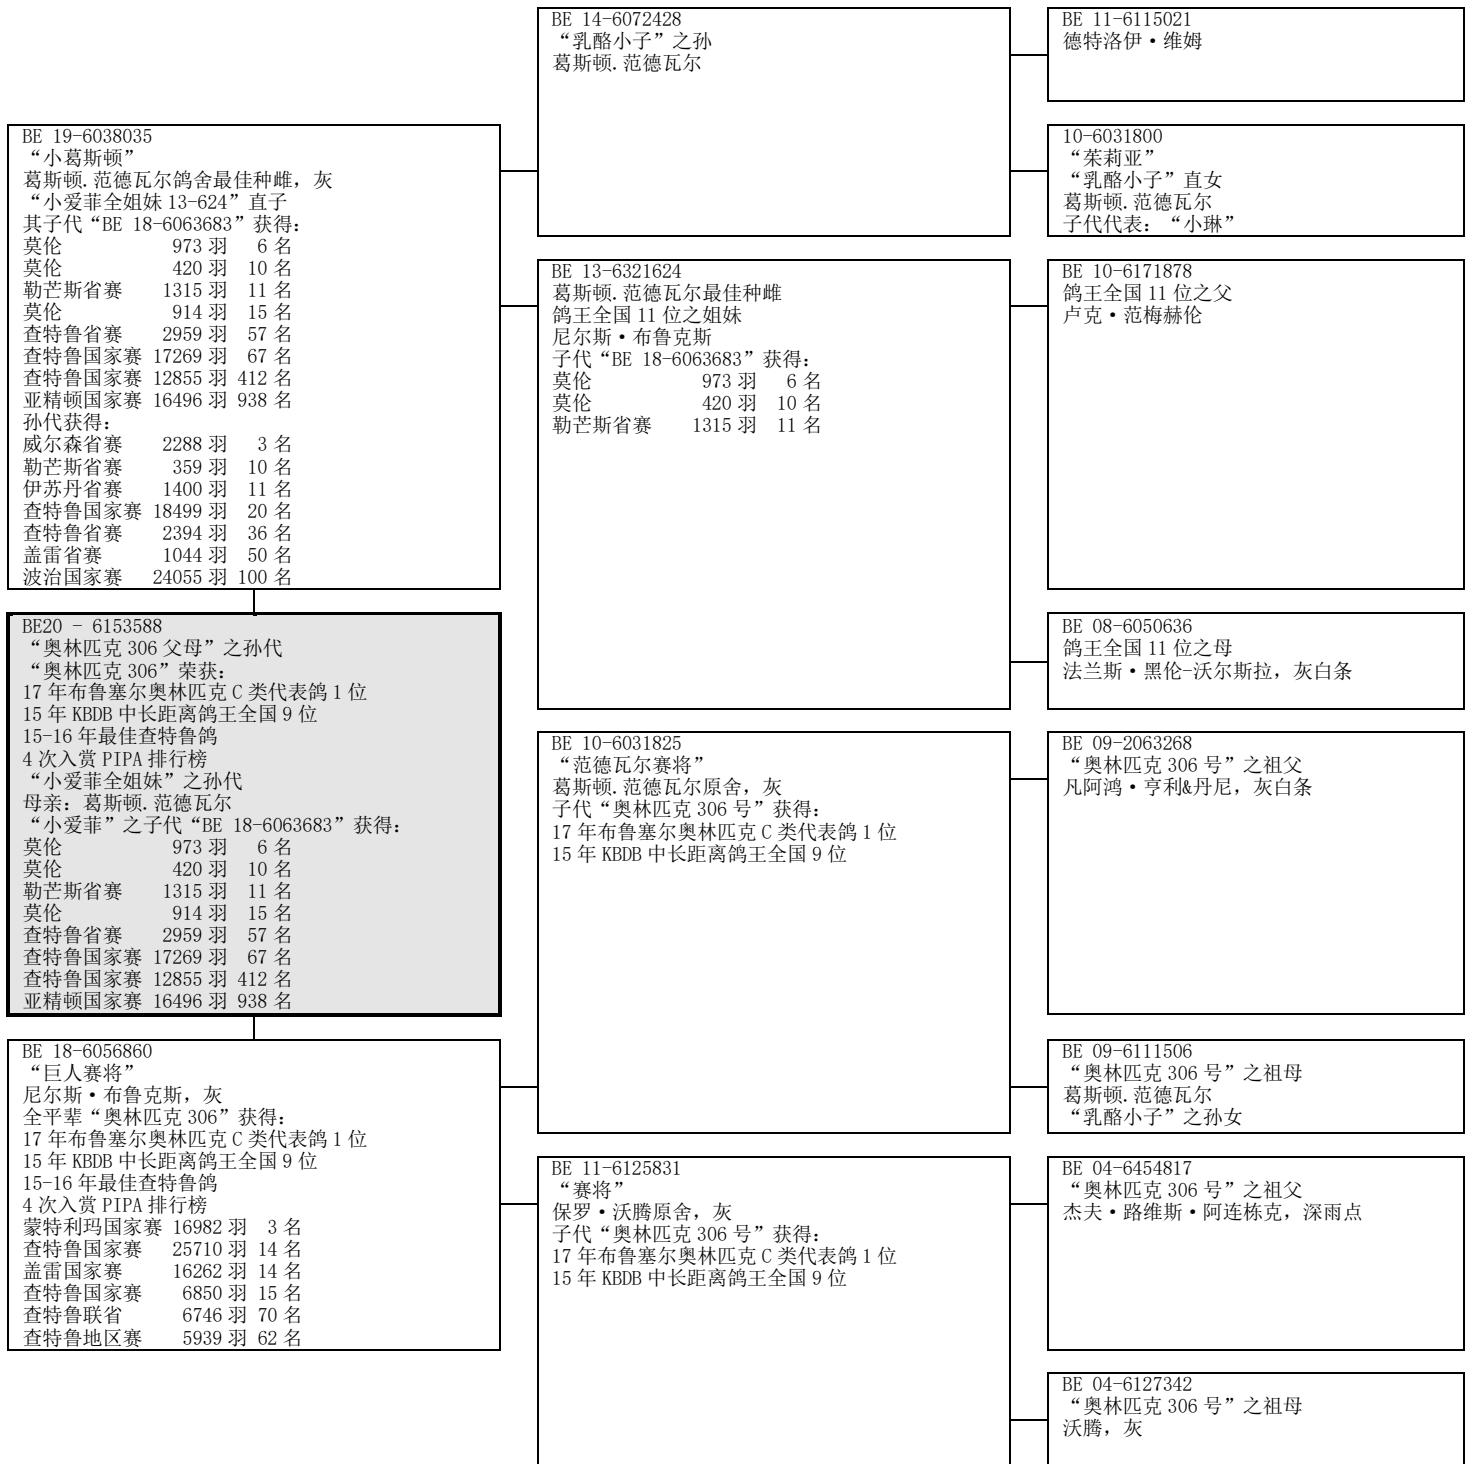 BE 19-6038035
“小葛斯顿”
葛斯顿.范德瓦尔鸽舍最佳种雌，灰
“小爱菲全姐妹 13-624”直子
其子代“BE 18-6063683”获得：
莫伦 973 羽 6 名
莫伦 420 羽 10 名
勒芒斯省赛 1315 羽 11 名
莫伦 914 羽 15 名
查特鲁省赛 2959 羽 57 名
查特鲁国家赛 17269 羽 67 名
查特鲁国家赛 12855 羽 412 名
亚精顿国家赛 16496 羽 938 名
孙代获得：
威尔森省赛 2288 羽 3 名
勒芒斯省赛 359 羽 10 名
伊苏丹省赛 1400 羽 11 名
查特鲁国家赛 18499 羽 20 名
查特鲁省赛 2394 羽 36 名
盖雷省赛 1044 羽 50 名
波治国家赛 24055 羽 100 名
BE20 - 6153588
“奥林匹克 306 父母”之孙代
“奥林匹克 306”荣获：
17 年布鲁塞尔奥林匹克 C 类代表鸽 1 位
15 年 KBDB 中长距离鸽王全国 9 位
15-16 年最佳查特鲁鸽
4 次入赏 PIPA 排行榜
“小爱菲全姐妹”之孙代
母亲：葛斯顿.范德瓦尔
“小爱菲”之子代“BE 18-6063683”获得：
莫伦 973 羽 6 名
莫伦 420 羽 10 名
勒芒斯省赛 1315 羽 11 名
莫伦 914 羽 15 名
查特鲁省赛 2959 羽 57 名
查特鲁国家赛 17269 羽 67 名
查特鲁国家赛 12855 羽 412 名
亚精顿国家赛 16496 羽 938 名
BE 18-6056860
“巨人赛将”
尼尔斯·布鲁克斯，灰
全平辈“奥林匹克 306”获得：
17 年布鲁塞尔奥林匹克 C 类代表鸽 1 位
15 年 KBDB 中长距离鸽王全国 9 位
15-16 年最佳查特鲁鸽
4 次入赏 PIPA 排行榜
蒙特利玛国家赛 16982 羽 3 名
查特鲁国家赛 25710 羽 14 名
盖雷国家赛 16262 羽 14 名
查特鲁国家赛 6850 羽 15 名
查特鲁联省 6746 羽 70 名
查特鲁地区赛 5939 羽 62 名
BE 14-6072428
“乳酪小子”之孙
葛斯顿.范德瓦尔
BE 13-6321624
葛斯顿.范德瓦尔最佳种雌
鸽王全国 11 位之姐妹
尼尔斯·布鲁克斯
子代“BE 18-6063683”获得：
莫伦 973 羽 6 名
莫伦 420 羽 10 名
勒芒斯省赛 1315 羽 11 名
BE 10-6031825
“范德瓦尔赛将”
葛斯顿.范德瓦尔原舍，灰
子代“奥林匹克 306 号”获得：
17 年布鲁塞尔奥林匹克 C 类代表鸽 1 位
15 年 KBDB 中长距离鸽王全国 9 位
BE 11-6125831
“赛将”
保罗·沃腾原舍，灰
子代“奥林匹克 306 号”获得：
17 年布鲁塞尔奥林匹克 C 类代表鸽 1 位
15 年 KBDB 中长距离鸽王全国 9 位
BE 11-6115021
德特洛伊·维姆
10-6031800
“茱莉亚”
“乳酪小子”直女
葛斯顿.范德瓦尔
子代代表：“小琳”
BE 10-6171878
鸽王全国 11 位之父
卢克·范梅赫伦
BE 08-6050636
鸽王全国 11 位之母
法兰斯·黑伦-沃尔斯拉，灰白条
BE 09-2063268
“奥林匹克 306 号”之祖父
凡阿鸿·亨利&丹尼，灰白条
BE 09-6111506
“奥林匹克 306 号”之祖母
葛斯顿.范德瓦尔
“乳酪小子”之孙女
BE 04-6454817
“奥林匹克 306 号”之祖父
杰夫·路维斯·阿连栋克，深雨点
BE 04-6127342
“奥林匹克 306 号”之祖母
沃腾，灰